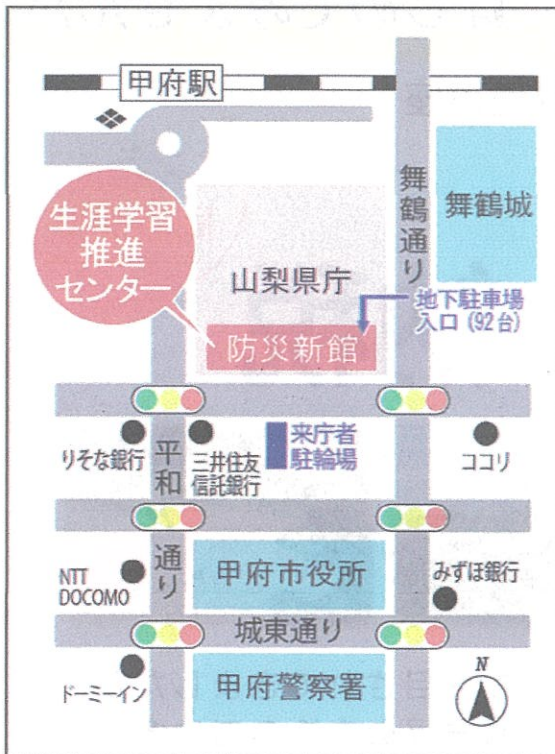 甲府駅
生涯学習
推進
センター
山梨県庁
防災新館
舞鶴通り
舞鶴城
地下駐車場
入口（92台）
りそな銀行
平和通り
三井住友
信託銀行
来庁者
駐輪場
ココリ
NTT
DOCOMO
甲府市役所
みずほ銀行
城東通り
ドーミーイン
甲府警察署
N